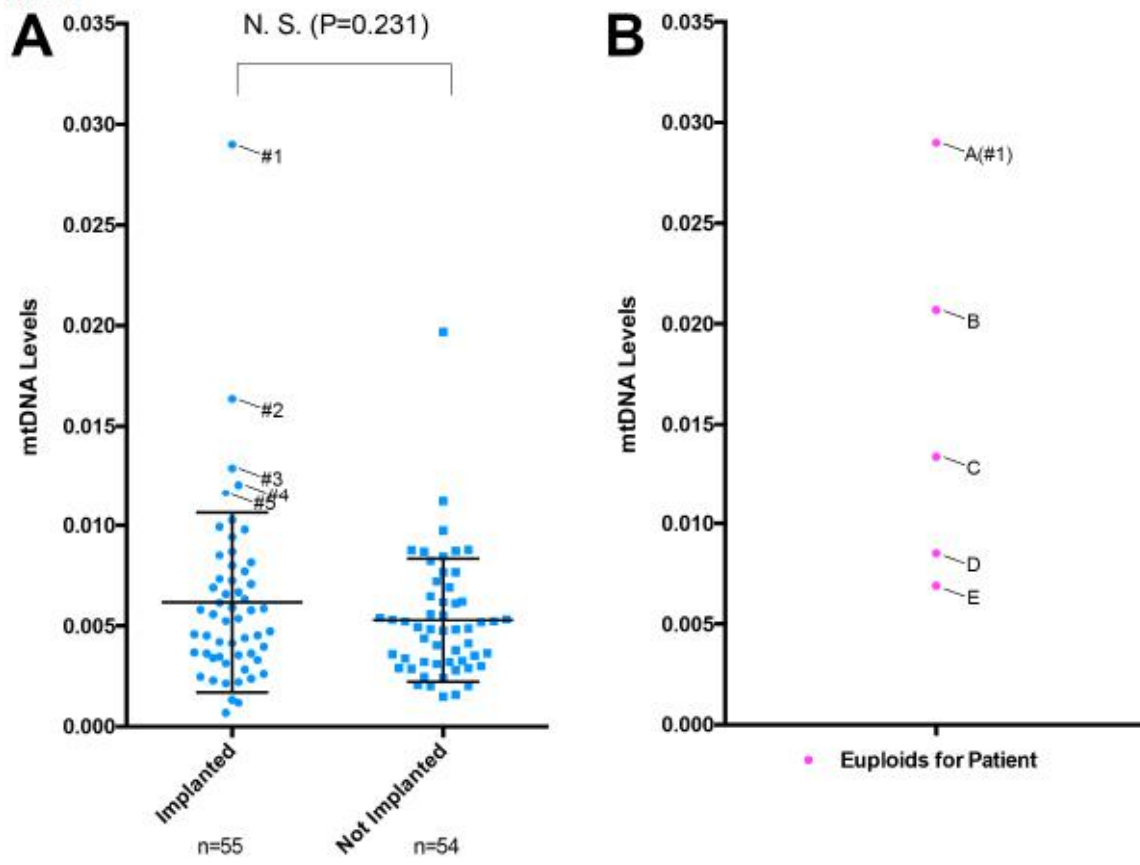 A
N. S. (P=0.231)
mtDNA Levels
0.035
0.030
0.025
0.020
0.015
0.010
0.005
0.000
#1
#2
#3
#4
#5
Implanted
Not Implanted
n=55
n=54
B
mtDNA Levels
0.035
0.030
0.025
0.020
0.015
0.010
0.005
0.000
A(#1)
B
C
D
E
Euploids for Patient